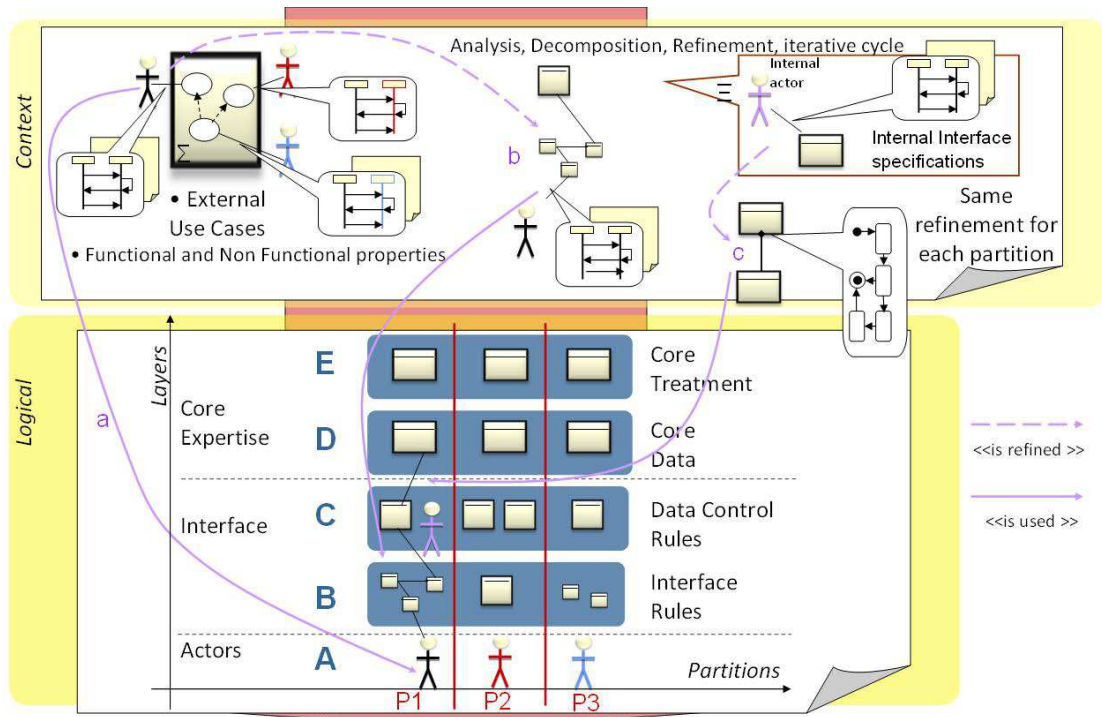 Context
Analysis, Decomposition, Refinement, iterative cycle
Internal
actor
Σ
Ξ
b
Internal Interface
specifications
• External
Use Cases
• Functional and Non Functional properties
c
Same
refinement for
each partition
Logical
Layers
a
E
Core
Treatment
Core
Expertise
D
Core
Data
Interface
C
Data Control
Rules
B
Interface
Rules
Actors
A
Partitions
P1
P2
P3
<<is refined >>
<<is used >>